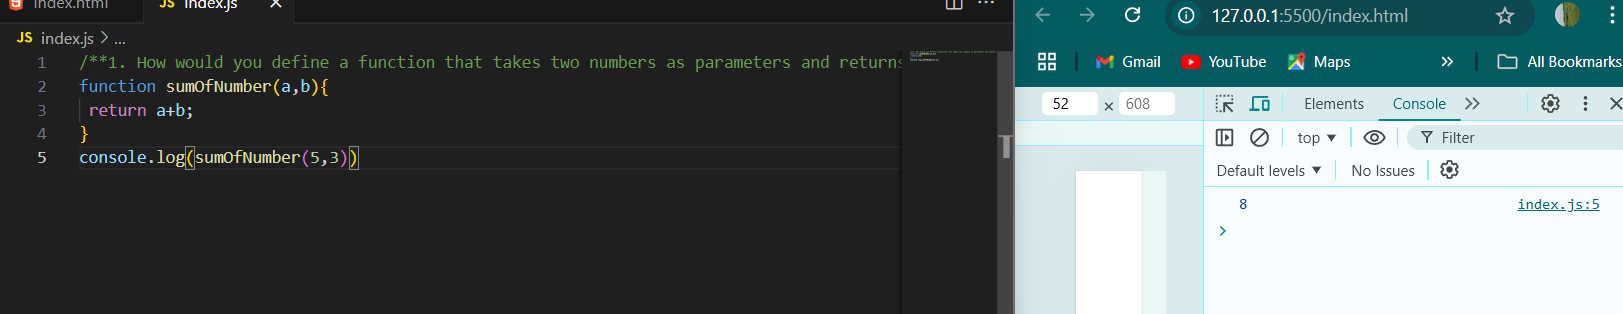 index.html
JS index.js ×
JS index.js > ...
1 /**1. How would you define a function that takes two numbers as parameters and returns
2 function sumOfNumber(a,b){
3 return a+b;
4 }
5 console.log(sumOfNumber(5,3))
127.0.0.1:5500/index.html
Gmail YouTube Maps » All Bookmarks
52 × 608 Elements Console »
top ▼ Filter
Default levels ▼ No Issues
8 index.js:5
>